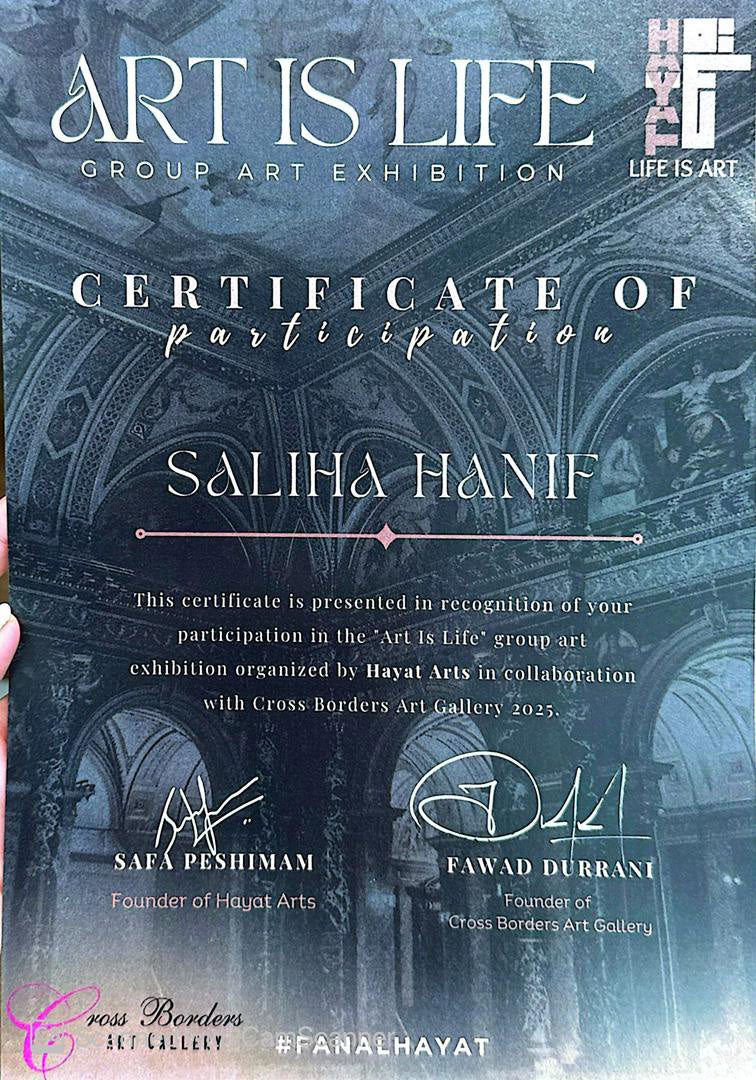 ART IS LIFE
GROUP ART EXHIBITION
HAYAT
LIFE IS ART
CERTIFICATE OF
participation
SALIHA HANIF
This certificate is presented in recognition of your
participation in the "Art Is Life" group art
exhibition organized by Hayat Arts in collaboration
with Cross Borders Art Gallery 2025.
SAFA PESHIMAM
FAWAD DURRANI
Founder of Hayat Arts
Founder of
Cross Borders Art Gallery
Cross Borders
ART GALLERY
#FANALHAYAT